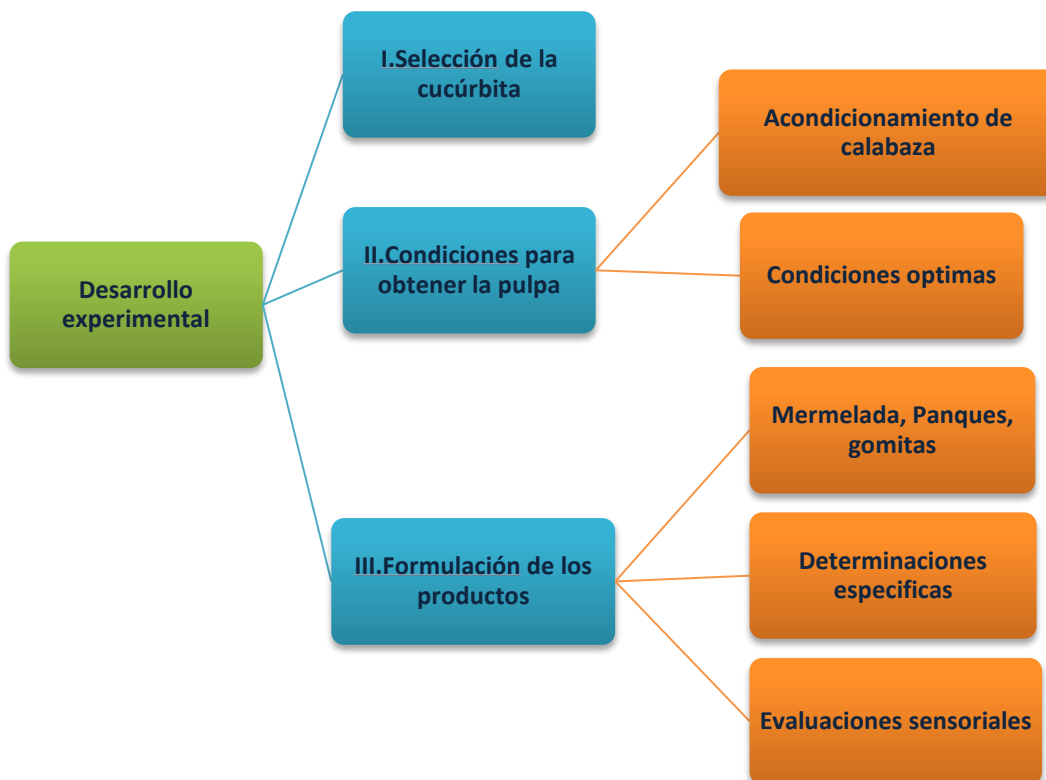 Desarrollo
experimental
I.Selección de la
cucúrbita
II.Condiciones para
obtener la pulpa
Acondicionamiento de
calabaza
Condiciones optimas
III.Formulación de los
productos
Mermelada, Panques,
gomitas
Determinaciones
especificas
Evaluaciones sensoriales